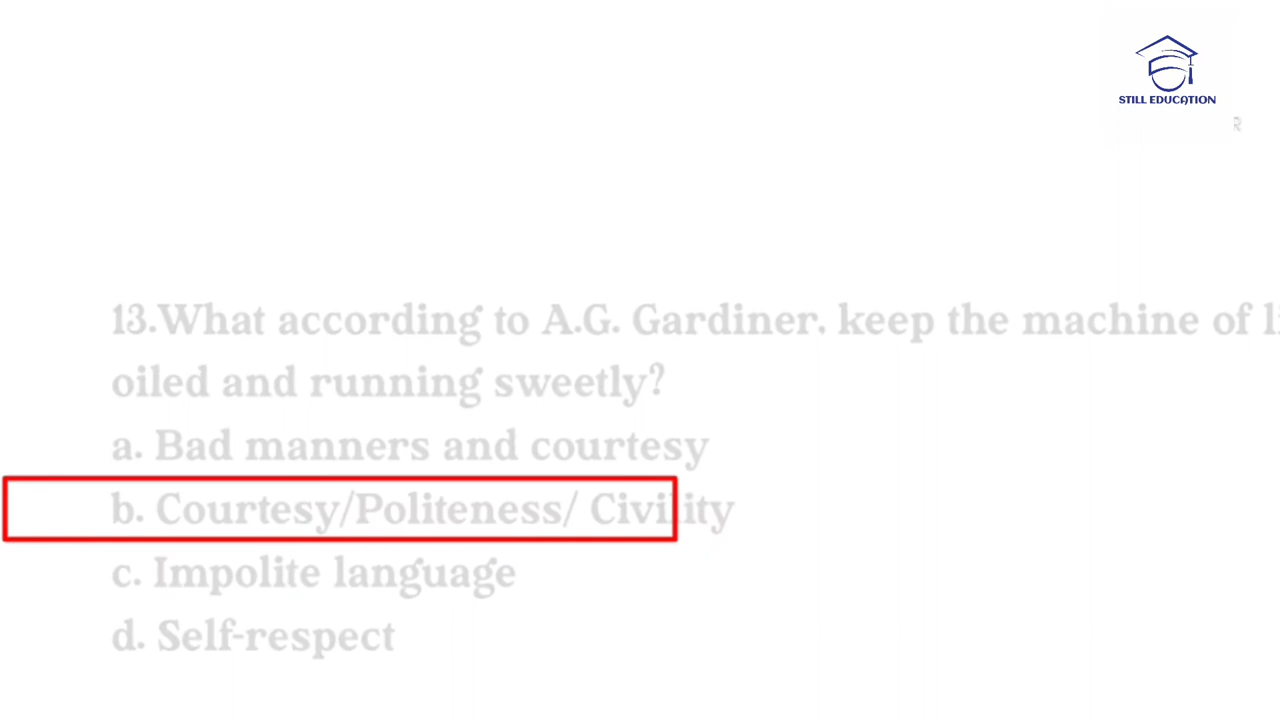 STILL EDUCATION
13.What according to A.G. Gardiner. keep the machine of
oiled and running sweetly?
a. Bad manners and courtesy
b. Courtesy/Politeness/ Civility
c. Impolite language
d. Self-respect